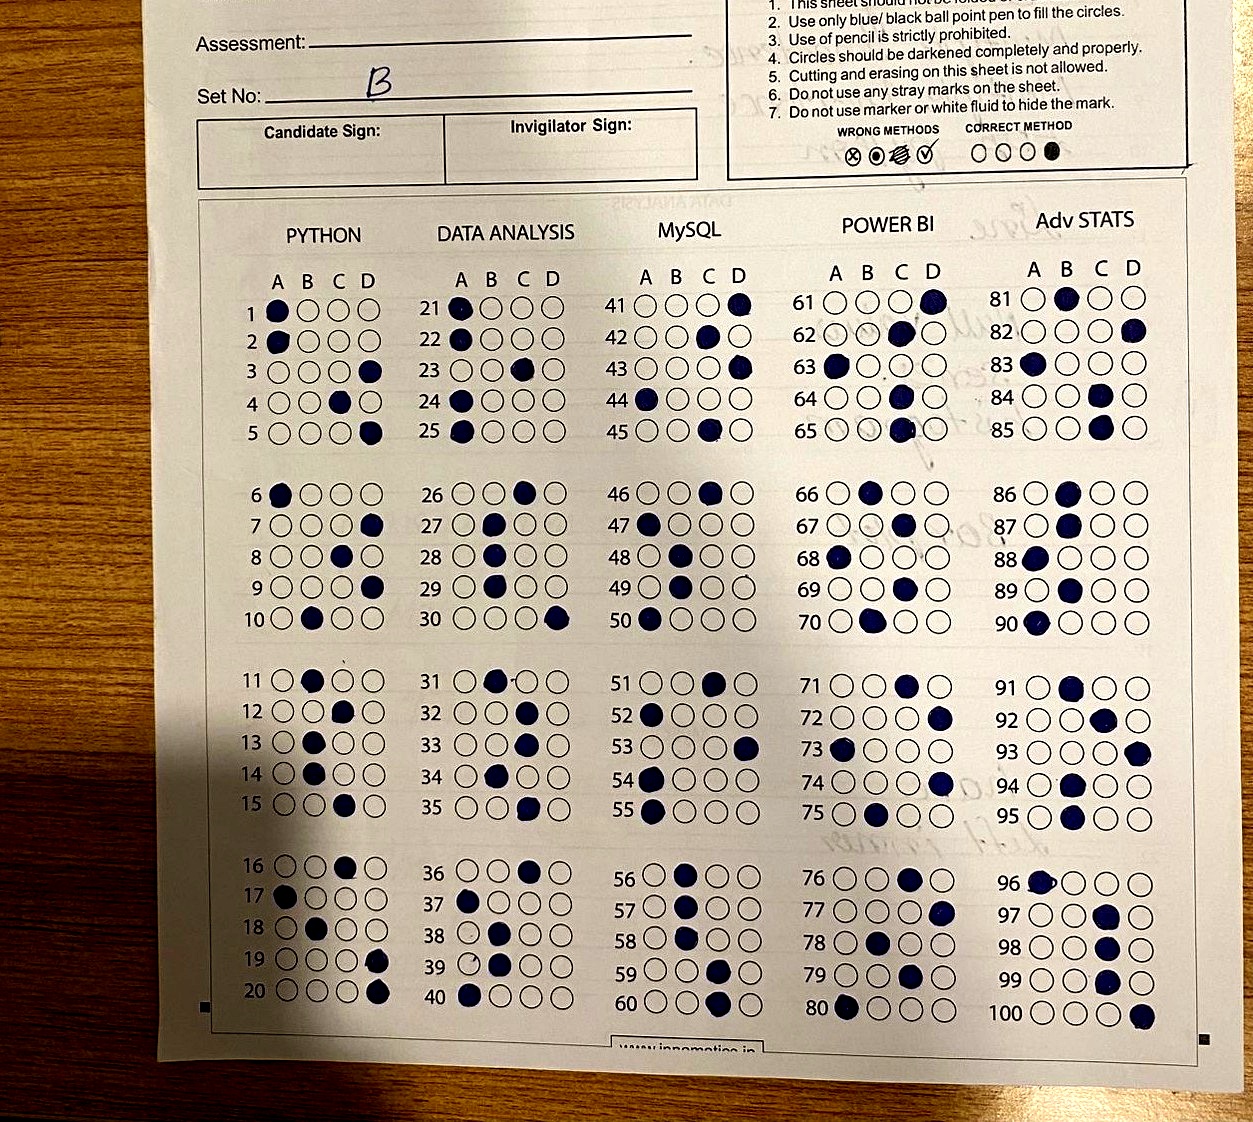 1. This sheet should not be folded or
2. Use only blue/ black ball point pen to fill the circles.
3. Use of pencil is strictly prohibited.
4. Circles should be darkened completely and properly.
5. Cutting and erasing on this sheet is not allowed.
6. Do not use any stray marks on the sheet.
7. Do not use marker or white fluid to hide the mark.
WRONG METHODS CORRECT METHOD
Assessment:
Set No: B
Candidate Sign: Invigilator Sign:
PYTHON DATA ANALYSIS MySQL POWER BI Adv STATS
A B C D A B C D A B C D A B C D A B C D
1 21 41 61 81
2 22 42 62 82
3 23 43 63 83
4 24 44 64 84
5 25 45 65 85
6 26 46 66 86
7 27 47 67 87
8 28 48 68 88
9 29 49 69 89
10 30 50 70 90
11 31 51 71 91
12 32 52 72 92
13 33 53 73 93
14 34 54 74 94
15 35 55 75 95
16 36 56 76 96
17 37 57 77 97
18 38 58 78 98
19 39 59 79 99
20 40 60 80 100